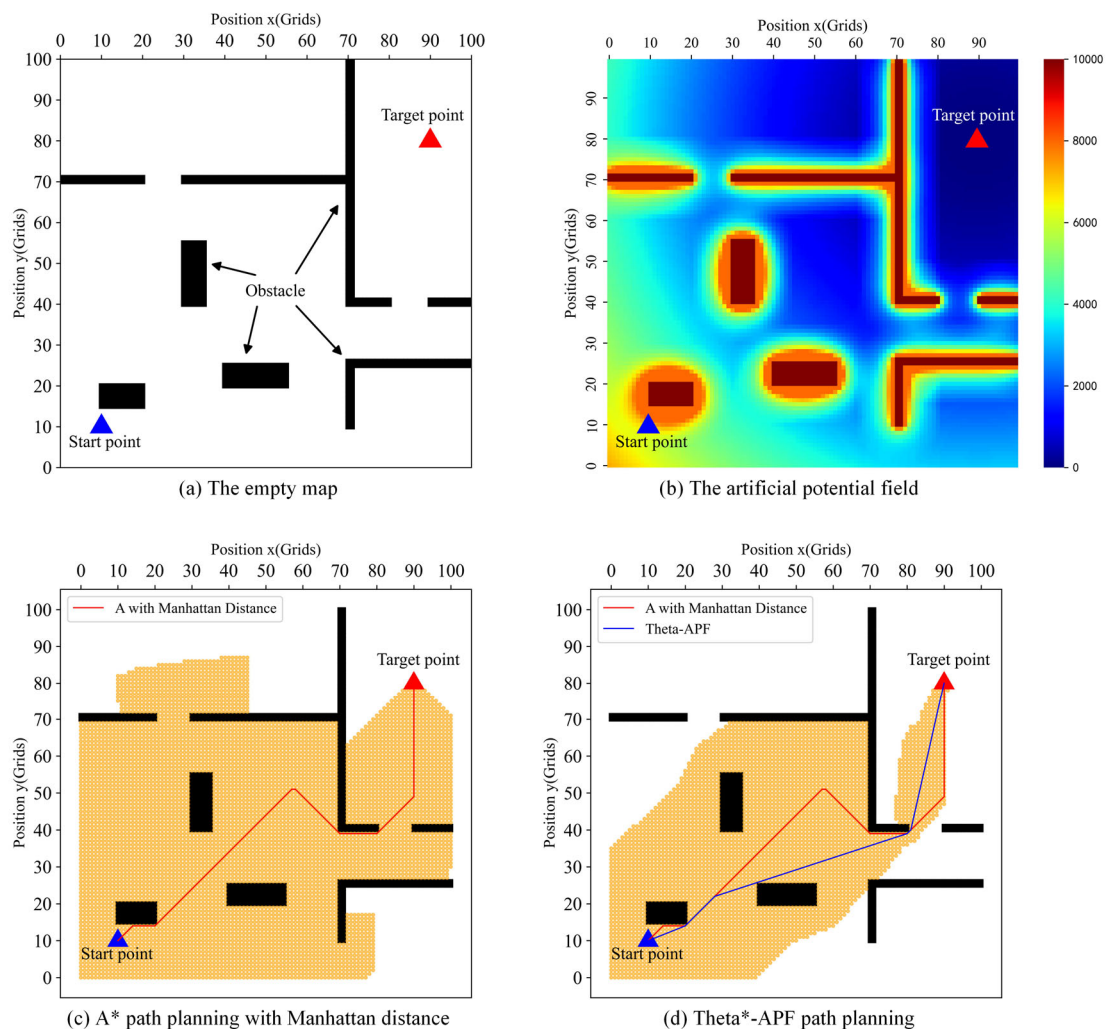 Position x(Grids)
0 10 20 30 40 50 60 70 80 90 100
100
90
80
70
60
50
40
30
20
10
0
Position y(Grids)
Target point
Obstacle
Start point
(a) The empty map
Position x(Grids)
0 10 20 30 40 50 60 70 80 90
90
80
70
60
50
40
30
20
10
0
Position y(Grids)
Target point
Start point
10000
8000
6000
4000
2000
0
(b) The artificial potential field
Position x(Grids)
0 10 20 30 40 50 60 70 80 90 100
100
90
80
70
60
50
40
30
20
10
0
Position y(Grids)
A with Manhattan Distance
Target point
Start point
(c) A* path planning with Manhattan distance
Position x(Grids)
0 10 20 30 40 50 60 70 80 90 100
100
90
80
70
60
50
40
30
20
10
0
Position y(Grids)
A with Manhattan Distance
Theta-APF
Target point
Start point
(d) Theta*-APF path planning